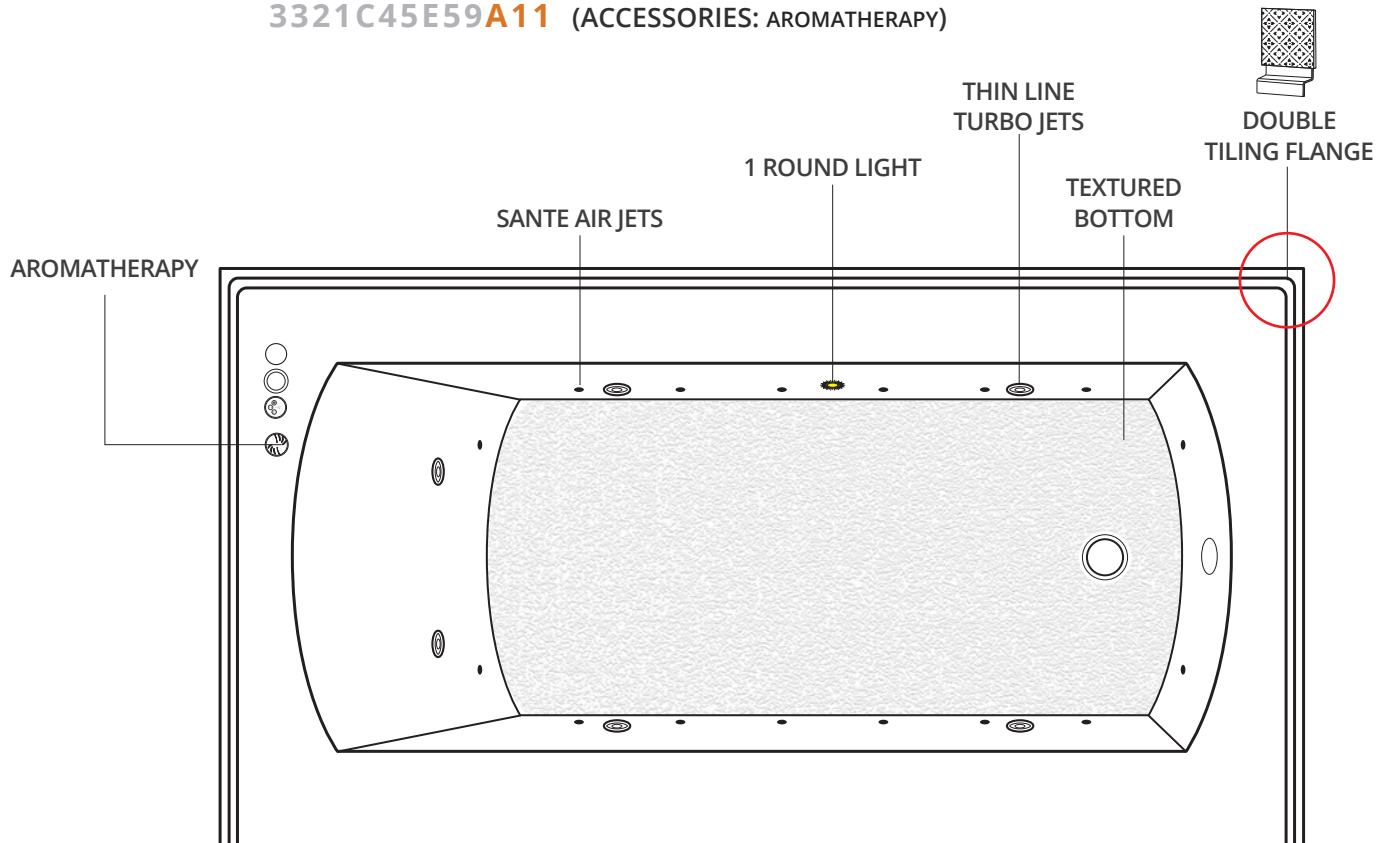 3321C45E59A11 (ACCESSORIES: AROMATHERAPY)
THIN LINE
TURBO JETS
DOUBLE
TILING FLANGE
1 ROUND LIGHT
TEXTURED
BOTTOM
SANTE AIR JETS
AROMATHERAPY